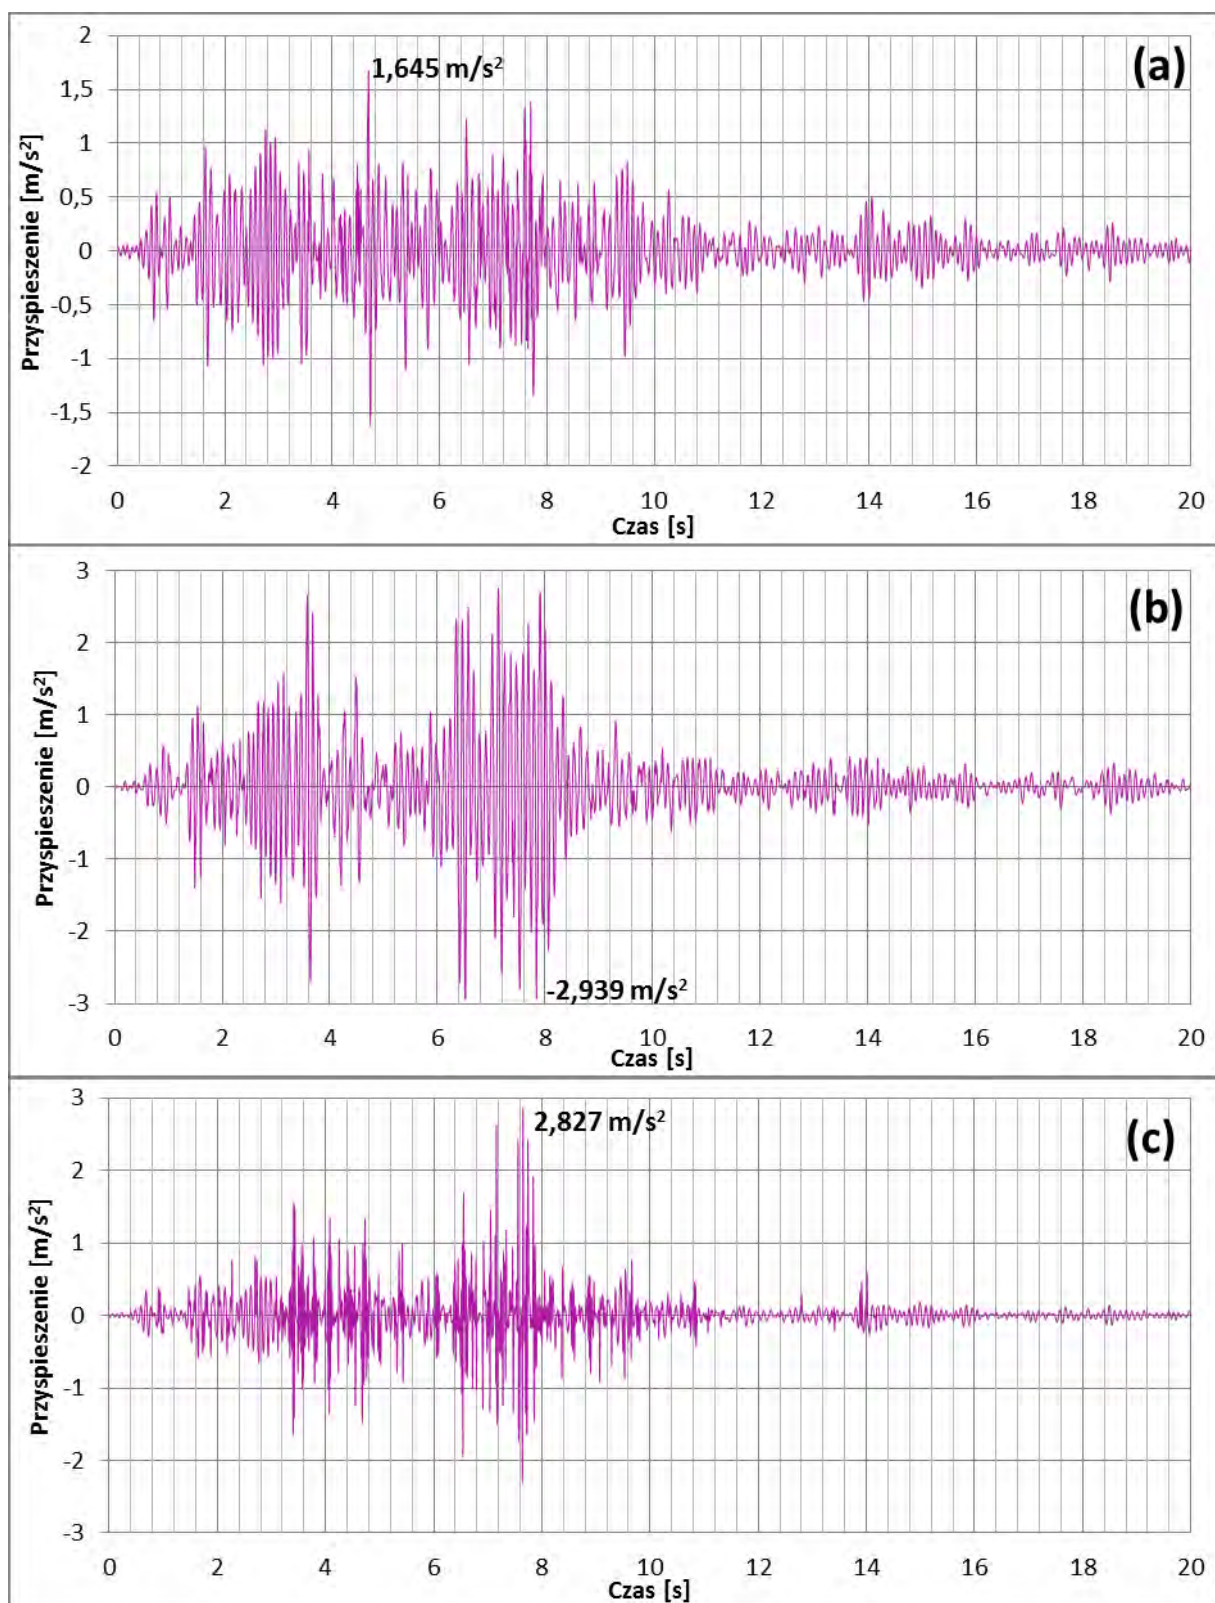 (a)
1,645 m/s²
Przyspieszenie [m/s²]
2
1,5
1
0,5
0
-0,5
-1
-1,5
-2
0 2 4 6 8 10 12 14 16 18 20
Czas [s]
(b)
Przyspieszenie [m/s²]
3
2
1
0
-1
-2
-3
-2,939 m/s²
0 2 4 6 8 10 12 14 16 18 20
Czas [s]
(c)
2,827 m/s²
Przyspieszenie [m/s²]
3
2
1
0
-1
-2
-3
0 2 4 6 8 10 12 14 16 18 20
Czas [s]